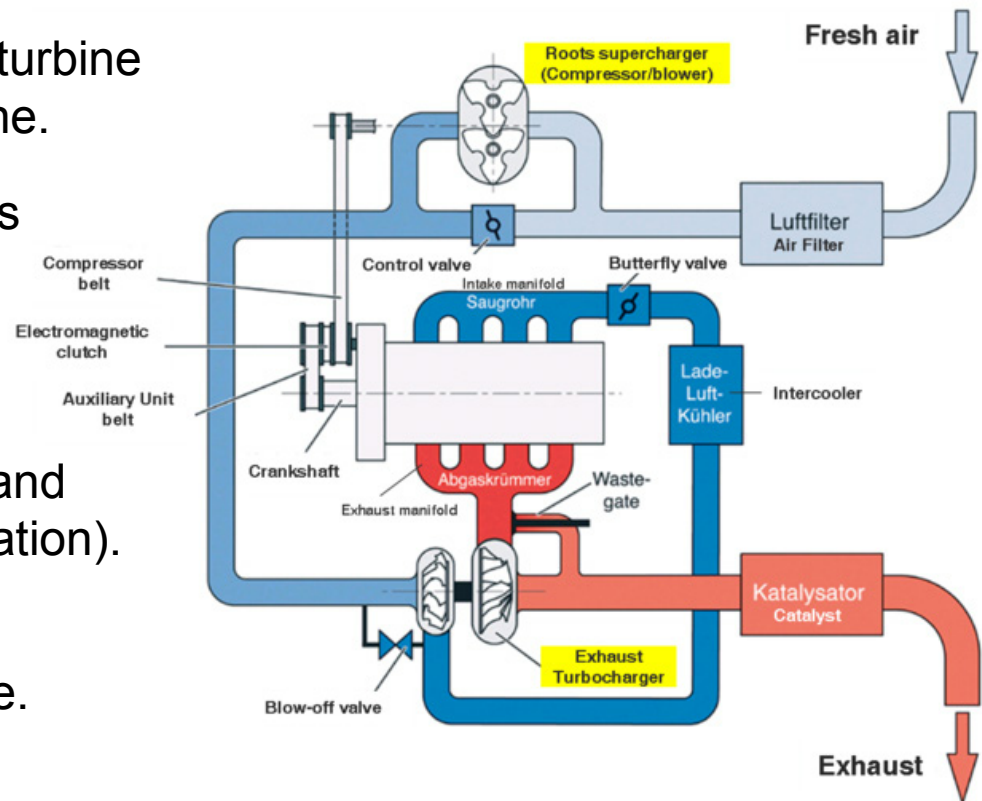 turbine
ne.
s
and
ation).
e.
Roots supercharger
(Compressor/blower)
Fresh air
Luftfilter
Air Filter
Control valve
Butterfly valve
Compressor
belt
Intake manifold
Saugrohr
Electromagnetic
clutch
Lade-
Luft-
Kühler
Intercooler
Auxiliary Unit
belt
Crankshaft
Abgaskrümmer
Exhaust manifold
Waste-
gate
Katalysator
Catalyst
Exhaust
Turbocharger
Blow-off valve
Exhaust